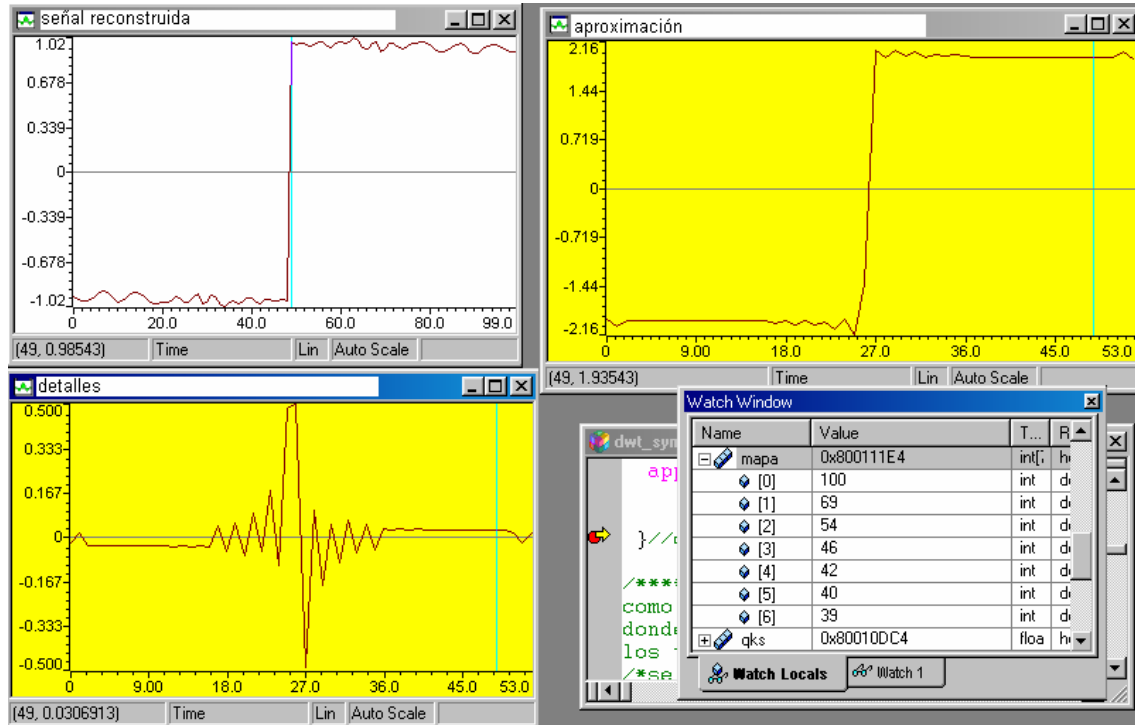 señal reconstruida
1.02
0.678
0.339
0
-0.339
-0.678
-1.02
0 20.0 40.0 60.0 80.0 99.0
(49, 0.98543) Time Lin Auto Scale
aproximación
2.16
1.44
0.719
0
-0.719
-1.44
-2.16
0 9.00 18.0 27.0 36.0 45.0 53.0
(49, 1.93543) Time Lin Auto Scale
detalles
0.500
0.333
0.167
0
-0.167
-0.333
-0.500
0 9.00 18.0 27.0 36.0 45.0 53.0
(49, 0.0306913) Time Lin Auto Scale
dwt_sym
app
}//
/****
como
donde
los
/*se
Watch Window
Name Value T... R
mapa 0x800111E4
[0] 100 int
[1] 69 int
[2] 54 int
[3] 46 int
[4] 42 int
[5] 40 int
[6] 39 int
qks 0x80010DC4 floa
Watch Locals Watch 1